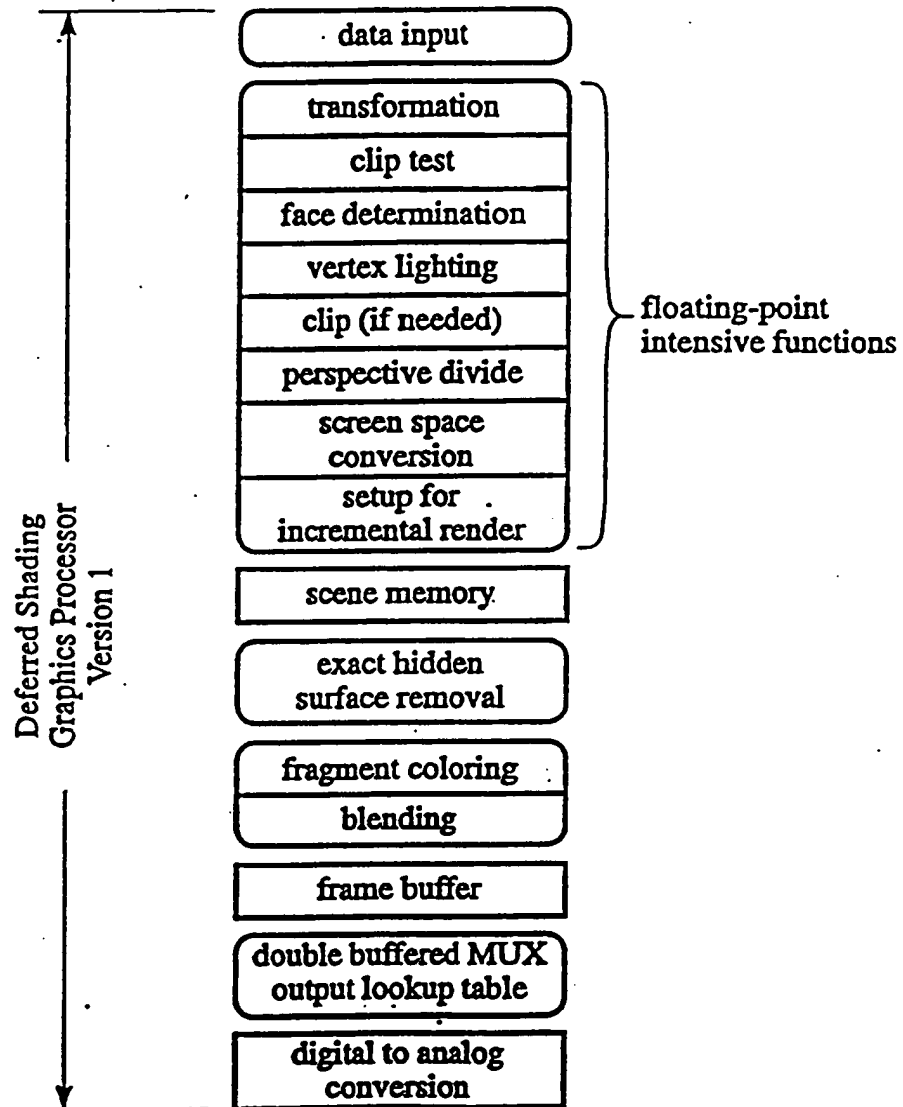 data input
transformation
clip test
face determination
vertex lighting
clip (if needed)
perspective divide
screen space
conversion
setup for
incremental render
floating-point
intensive functions
scene memory
exact hidden
surface removal
fragment coloring
blending
frame buffer
double buffered MUX
output lookup table
digital to analog
conversion
Deferred Shading
Graphics Processor
Version 1